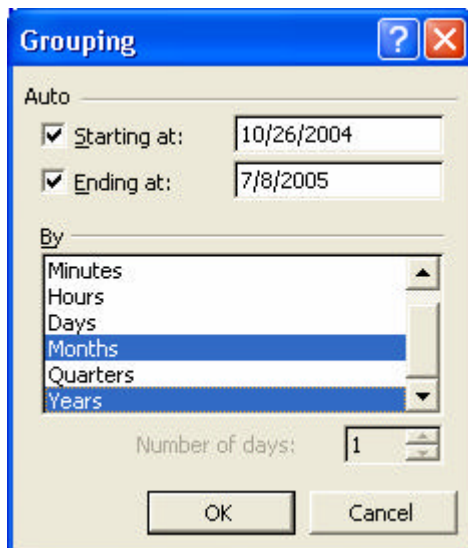 Grouping
Auto
Starting at: 10/26/2004
Ending at: 7/8/2005
By
Minutes
Hours
Days
Months
Quarters
Years
Number of days: 1
OK Cancel